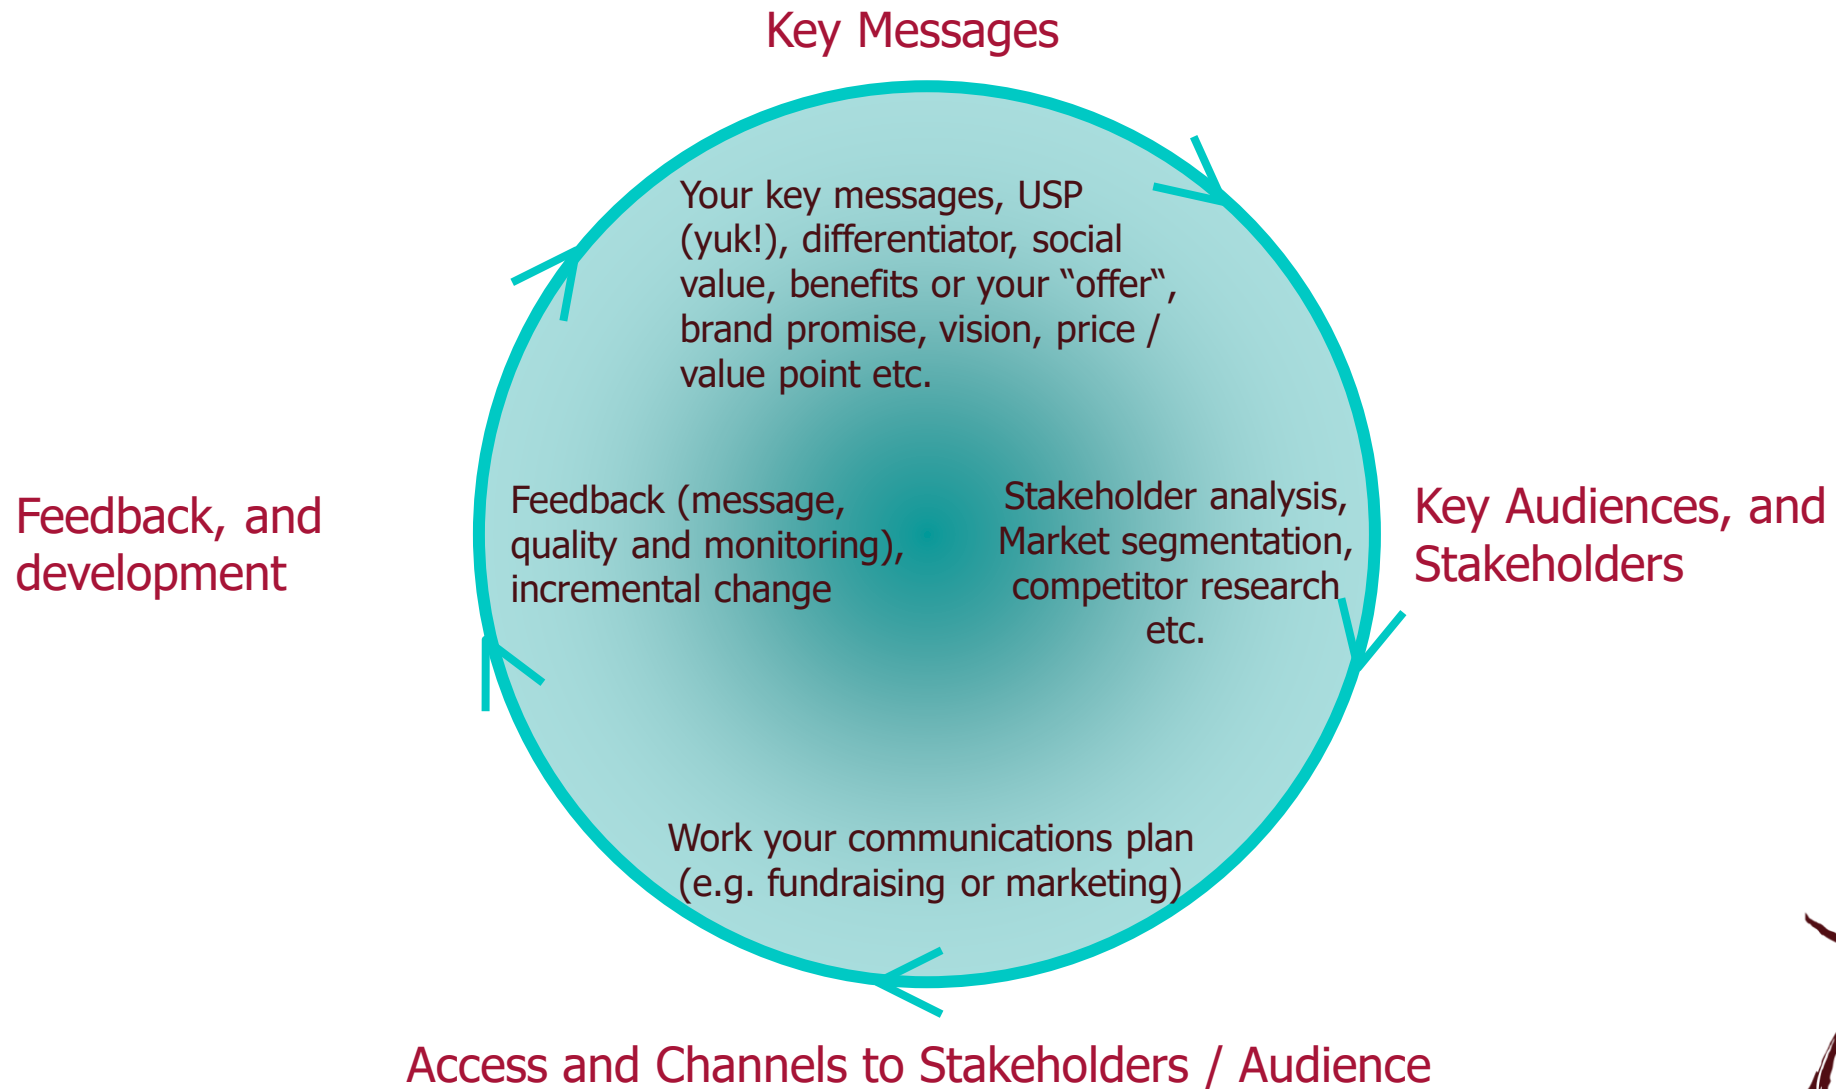 Key Messages
Your key messages, USP
(yuk!), differentiator, social
value, benefits or your “offer“,
brand promise, vision, price /
value point etc.
Feedback, and
development
Feedback (message,
quality and monitoring),
incremental change
Stakeholder analysis,
Market segmentation,
competitor research
etc.
Key Audiences, and
Stakeholders
Work your communications plan
(e.g. fundraising or marketing)
Access and Channels to Stakeholders / Audience